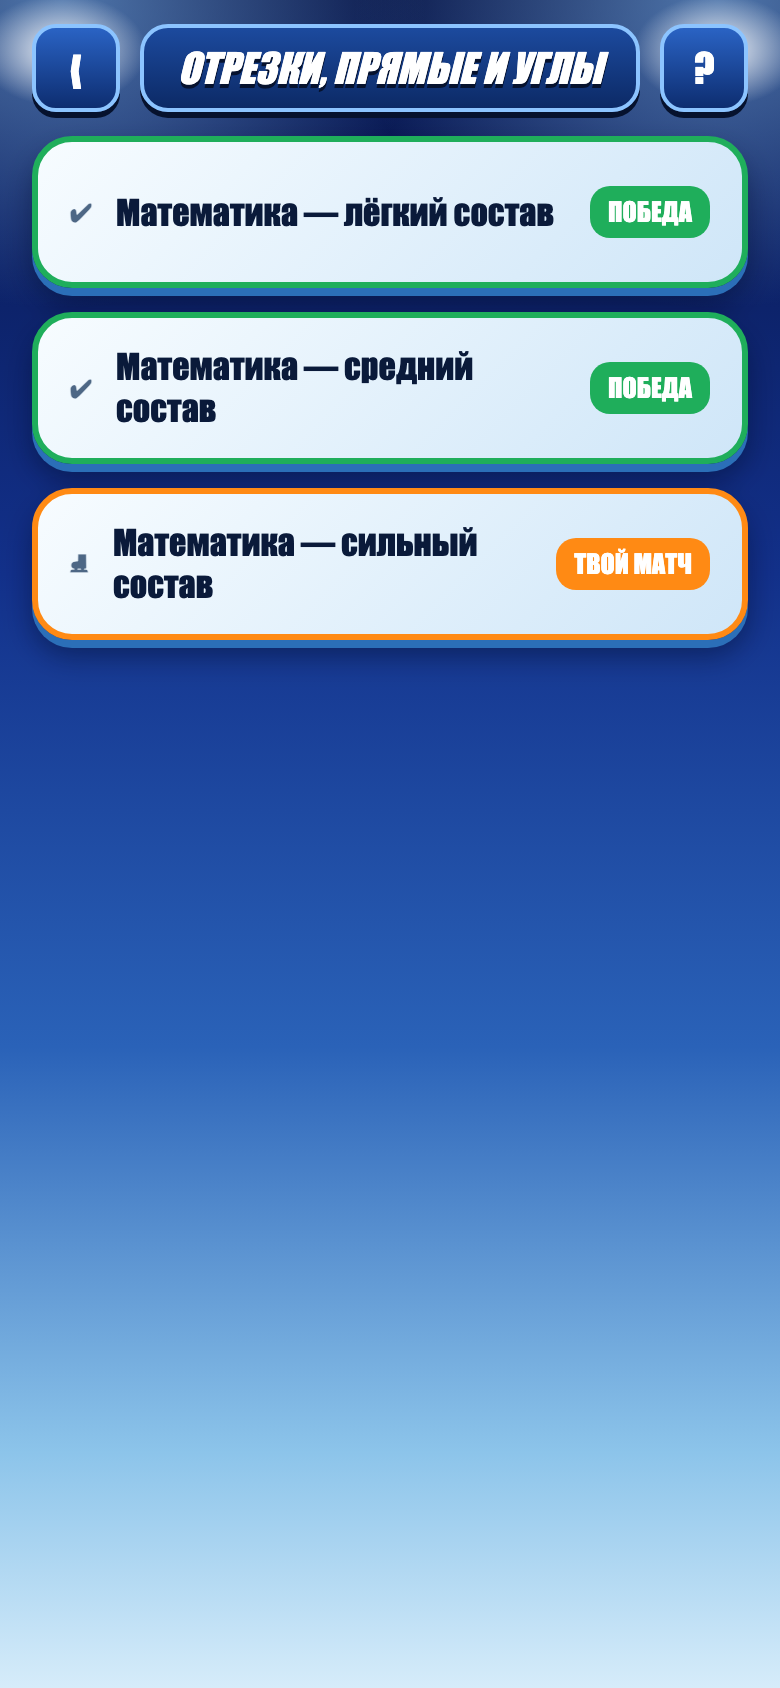 ⟨ ОТРЕЗКИ, ПРЯМЫЕ И УГЛЫ ?
✔ Математика — лёгкий состав ПОБЕДА
✔ Математика — средний
состав
ПОБЕДА
⛸ Математика — сильный
состав
ТВОЙ МАТЧ